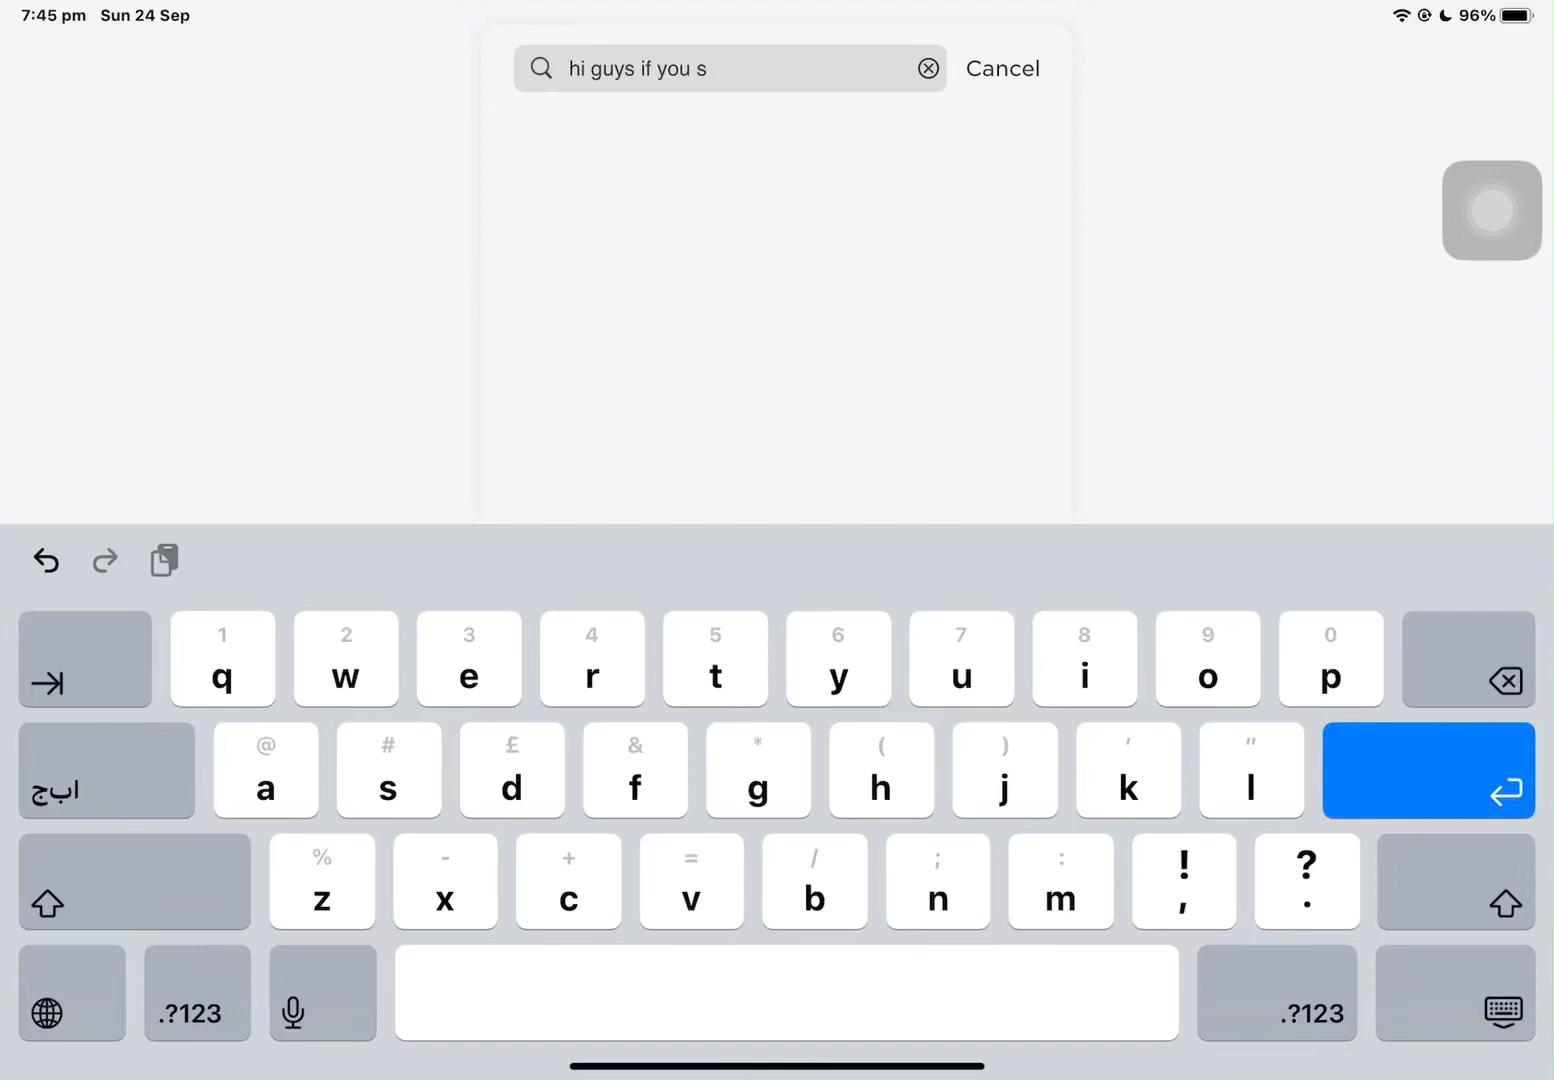 7:45 pm Sun 24 Sep 96%
hi guys if you s Cancel
1 2 3 4 5 6 7 8 9 0
q w e r t y u i o p
@ # £ & * ( ) ' "
ابج a s d f g h j k l
% - + = / ; : ! ?
z x c v b n m , .
.?123 .?123